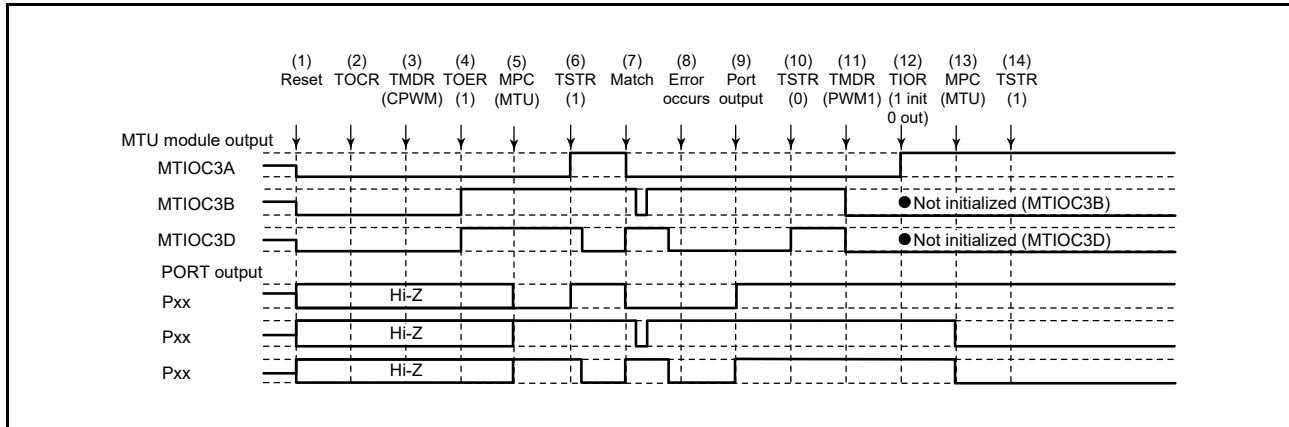 (1) (2) (3) (4) (5) (6) (7) (8) (9) (10) (11) (12) (13) (14)
Reset TOCR TMDR TOER MPC TSTR Match Error Port TSTR TMDR TIOR MPC TSTR
(CPWM) (1) (MTU) (1) occurs output (0) (PWM1) (1 init (MTU) (1)
0 out)
MTU module output
MTIOC3A
MTIOC3B ●Not initialized (MTIOC3B)
MTIOC3D ●Not initialized (MTIOC3D)
PORT output
Pxx Hi-Z
Pxx Hi-Z
Pxx Hi-Z